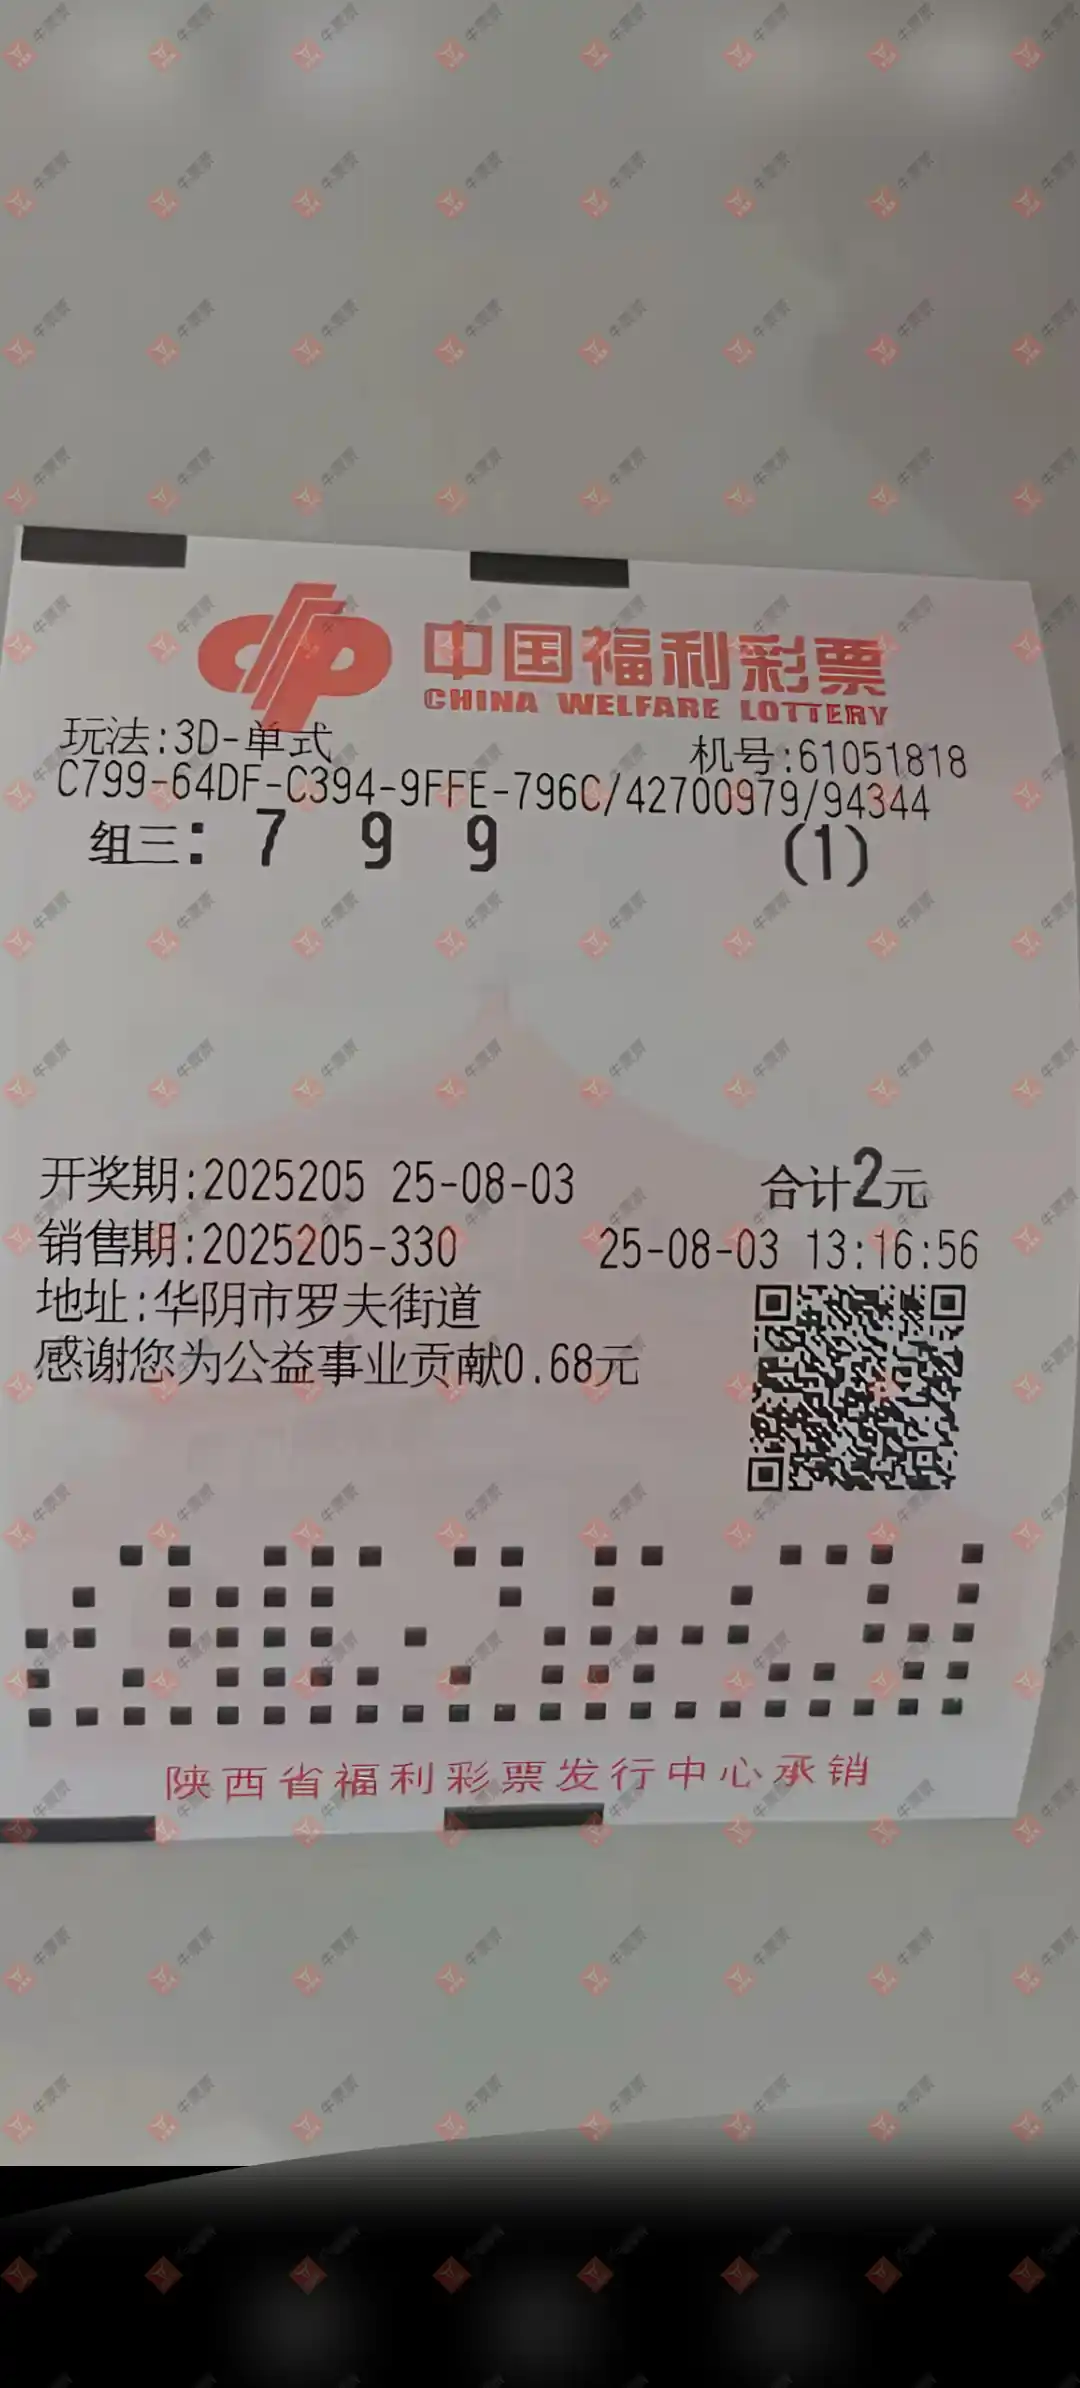 中国福利彩票
CHINA WELFARE LOTTERY
玩法:3D-单式 机号:61051818
C799-64DF-C394-9FFE-796C/42700979/94344
组三: 7 9 9 (1)
开奖期:2025205 25-08-03 合计2元
销售期:2025205-330 25-08-03 13:16:56
地址:华阴市罗夫街道
感谢您为公益事业贡献0.68元
陕西省福利彩票发行中心承销